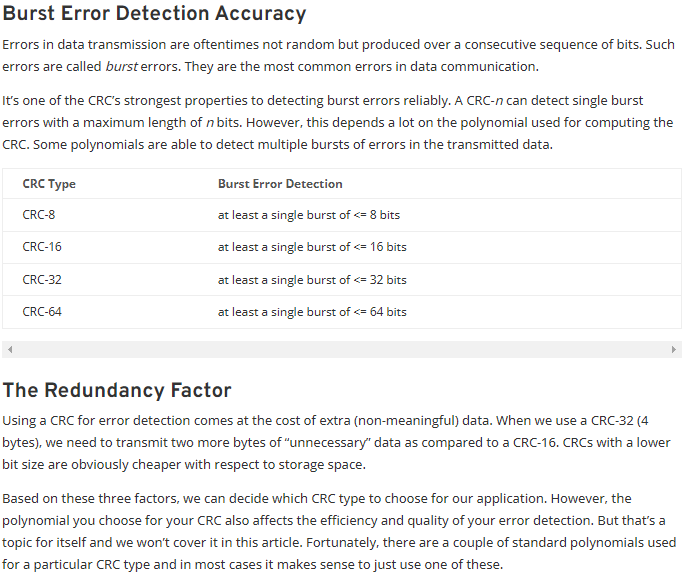 Burst Error Detection Accuracy
Errors in data transmission are oftentimes not random but produced over a consecutive sequence of bits. Such
errors are called burst errors. They are the most common errors in data communication.
It's one of the CRC's strongest properties to detecting burst errors reliably. A CRC-n can detect single burst
errors with a maximum length of n bits. However, this depends a lot on the polynomial used for computing the
CRC. Some polynomials are able to detect multiple bursts of errors in the transmitted data.
CRC Type Burst Error Detection
CRC-8 at least a single burst of <= 8 bits
CRC-16 at least a single burst of <= 16 bits
CRC-32 at least a single burst of <= 32 bits
CRC-64 at least a single burst of <= 64 bits
The Redundancy Factor
Using a CRC for error detection comes at the cost of extra (non-meaningful) data. When we use a CRC-32 (4
bytes), we need to transmit two more bytes of “unnecessary” data as compared to a CRC-16. CRCs with a lower
bit size are obviously cheaper with respect to storage space.
Based on these three factors, we can decide which CRC type to choose for our application. However, the
polynomial you choose for your CRC also affects the efficiency and quality of your error detection. But that's a
topic for itself and we won't cover it in this article. Fortunately, there are a couple of standard polynomials used
for a particular CRC type and in most cases it makes sense to just use one of these.